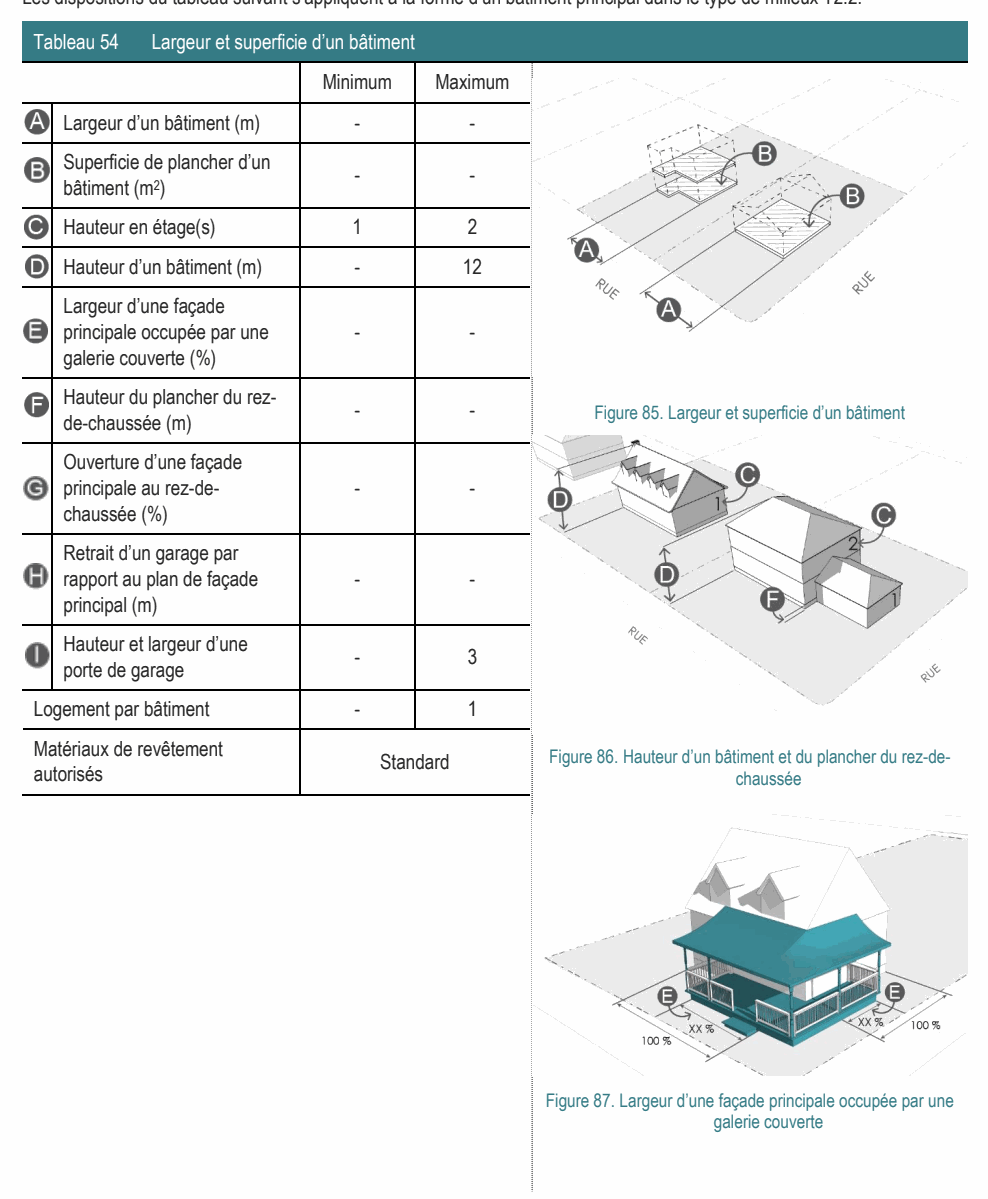 Les dispositions du tableau suivant s'appliquent à la forme d'un bâtiment principal dans le type de milieux T2.2.
Tableau 54 Largeur et superficie d'un bâtiment
Minimum Maximum
A Largeur d'un bâtiment (m) - -
B Superficie de plancher d'un
bâtiment (m2) - -
C Hauteur en étage(s) 1 2
D Hauteur d'un bâtiment (m) - 12
E Largeur d'une façade
principale occupée par une
galerie couverte (%) - -
F Hauteur du plancher du rez-
de-chaussée (m) - -
G Ouverture d'une façade
principale au rez-de-
chaussée (%) - -
H Retrait d'un garage par
rapport au plan de façade
principal (m) - -
I Hauteur et largeur d'une
porte de garage - 3
Logement par bâtiment - 1
Matériaux de revêtement
autorisés Standard
B
B
A
A
RUE
RUE
Figure 85. Largeur et superficie d'un bâtiment
C
D
1
C
2
D
F
1
RUE
RUE
Figure 86. Hauteur d'un bâtiment et du plancher du rez-de-
chaussée
E
E
XX %
100 %
XX %
100 %
Figure 87. Largeur d'une façade principale occupée par une
galerie couverte